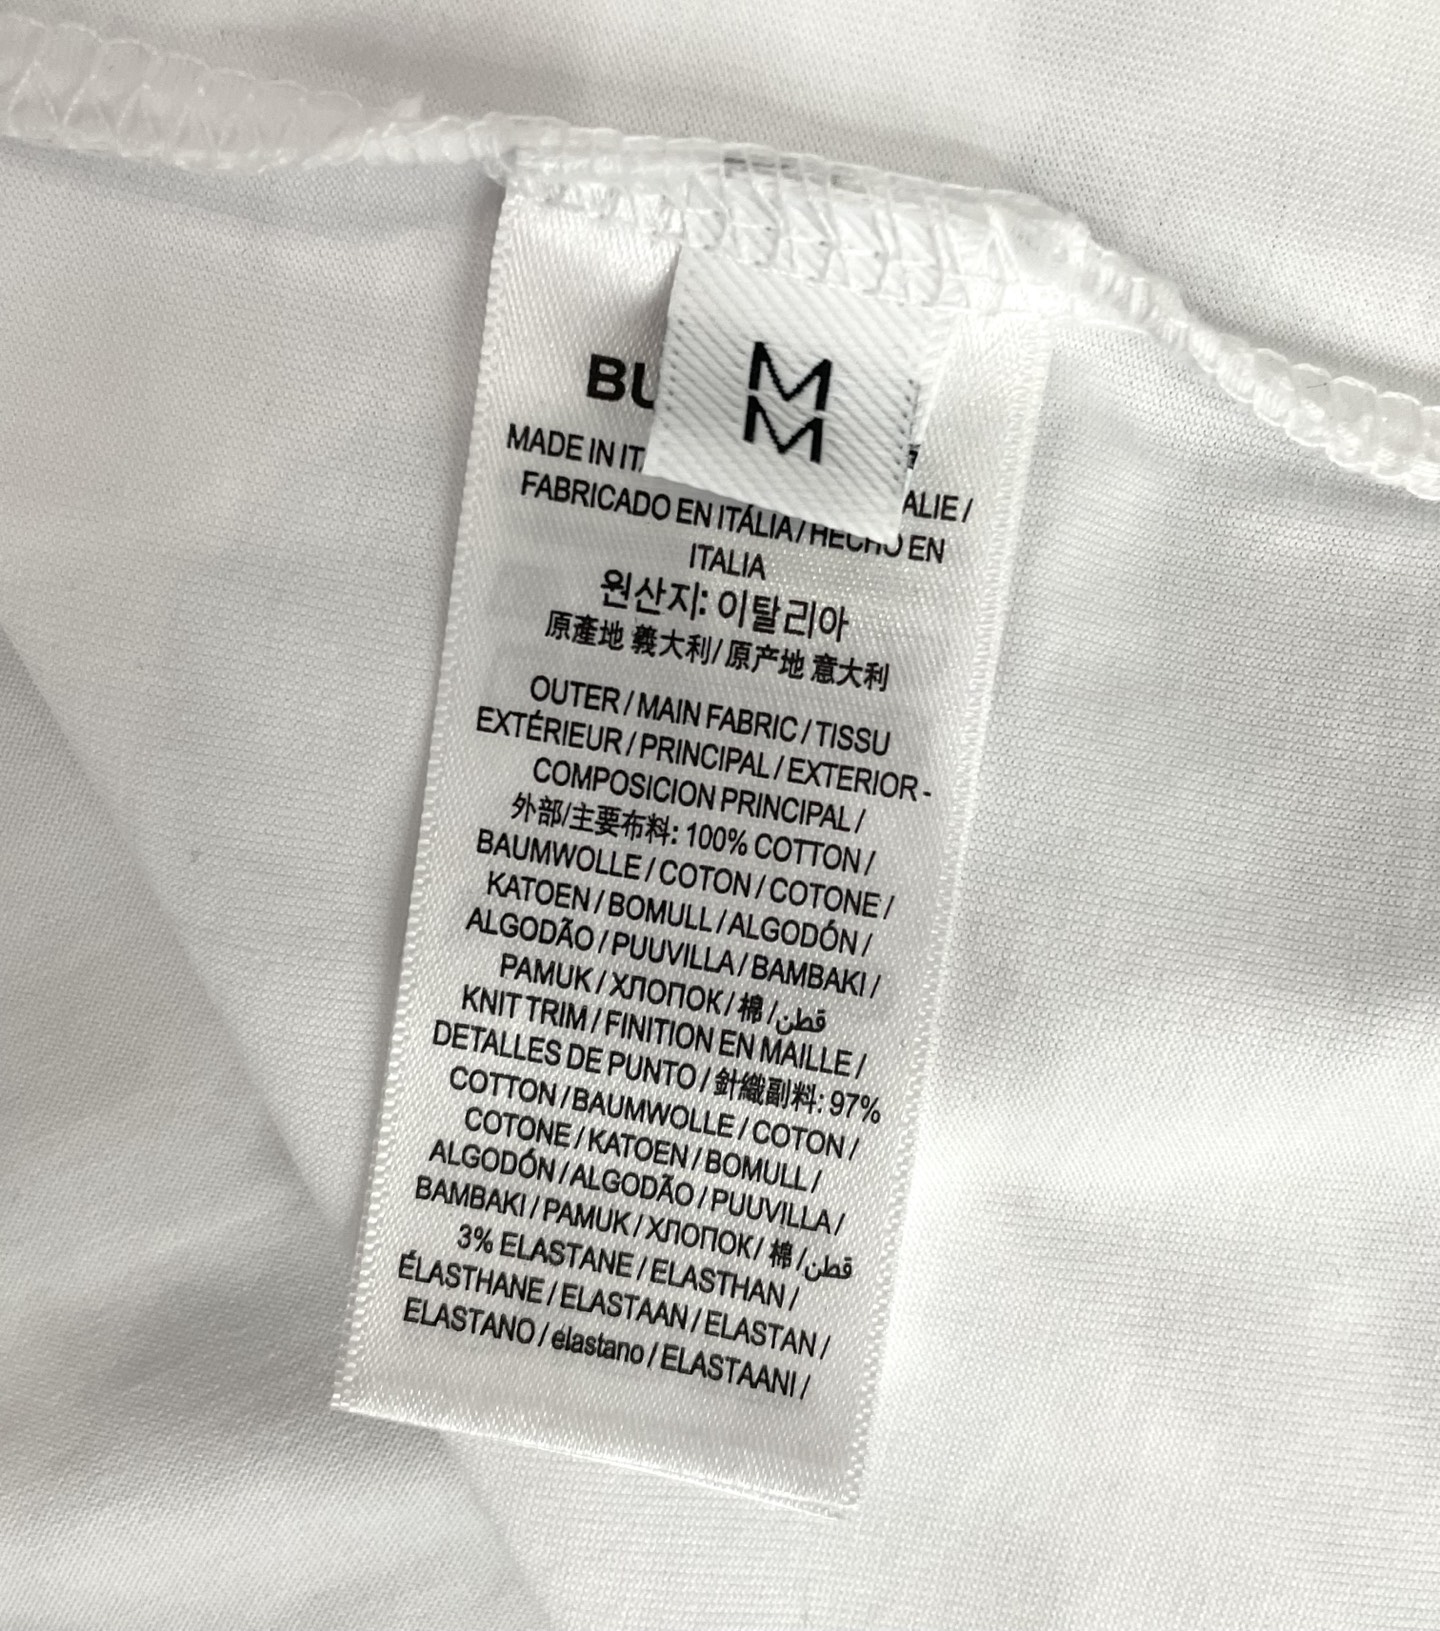 M
M
BU
MADE IN IT
ALIE /
FABRICADO EN ITÁLIA / HECHO EN
ITALIA
원산지: 이탈리아
原產地 義大利/ 原产地 意大利
OUTER / MAIN FABRIC / TISSU
EXTÉRIEUR / PRINCIPAL / EXTERIOR -
COMPOSICION PRINCIPAL /
外部/主要布料: 100% COTTON /
BAUMWOLLE / COTON / COTONE /
KATOEN / BOMULL / ALGODÓN /
ALGODÃO / PUUVILLA / BAMBAKI /
PAMUK / ХЛОПОК / 棉 / قطن
KNIT TRIM / FINITION EN MAILLE /
DETALLES DE PUNTO / 針織副料: 97%
COTTON / BAUMWOLLE / COTON /
COTONE / KATOEN / BOMULL /
ALGODÓN / ALGODÃO / PUUVILLA /
BAMBAKI / PAMUK / ХЛОПОК / 棉 / قطن
3% ELASTANE / ELASTHAN /
ÉLASTHANE / ELASTAAN / ELASTAN /
ELASTANO / elastano / ELASTAANI /